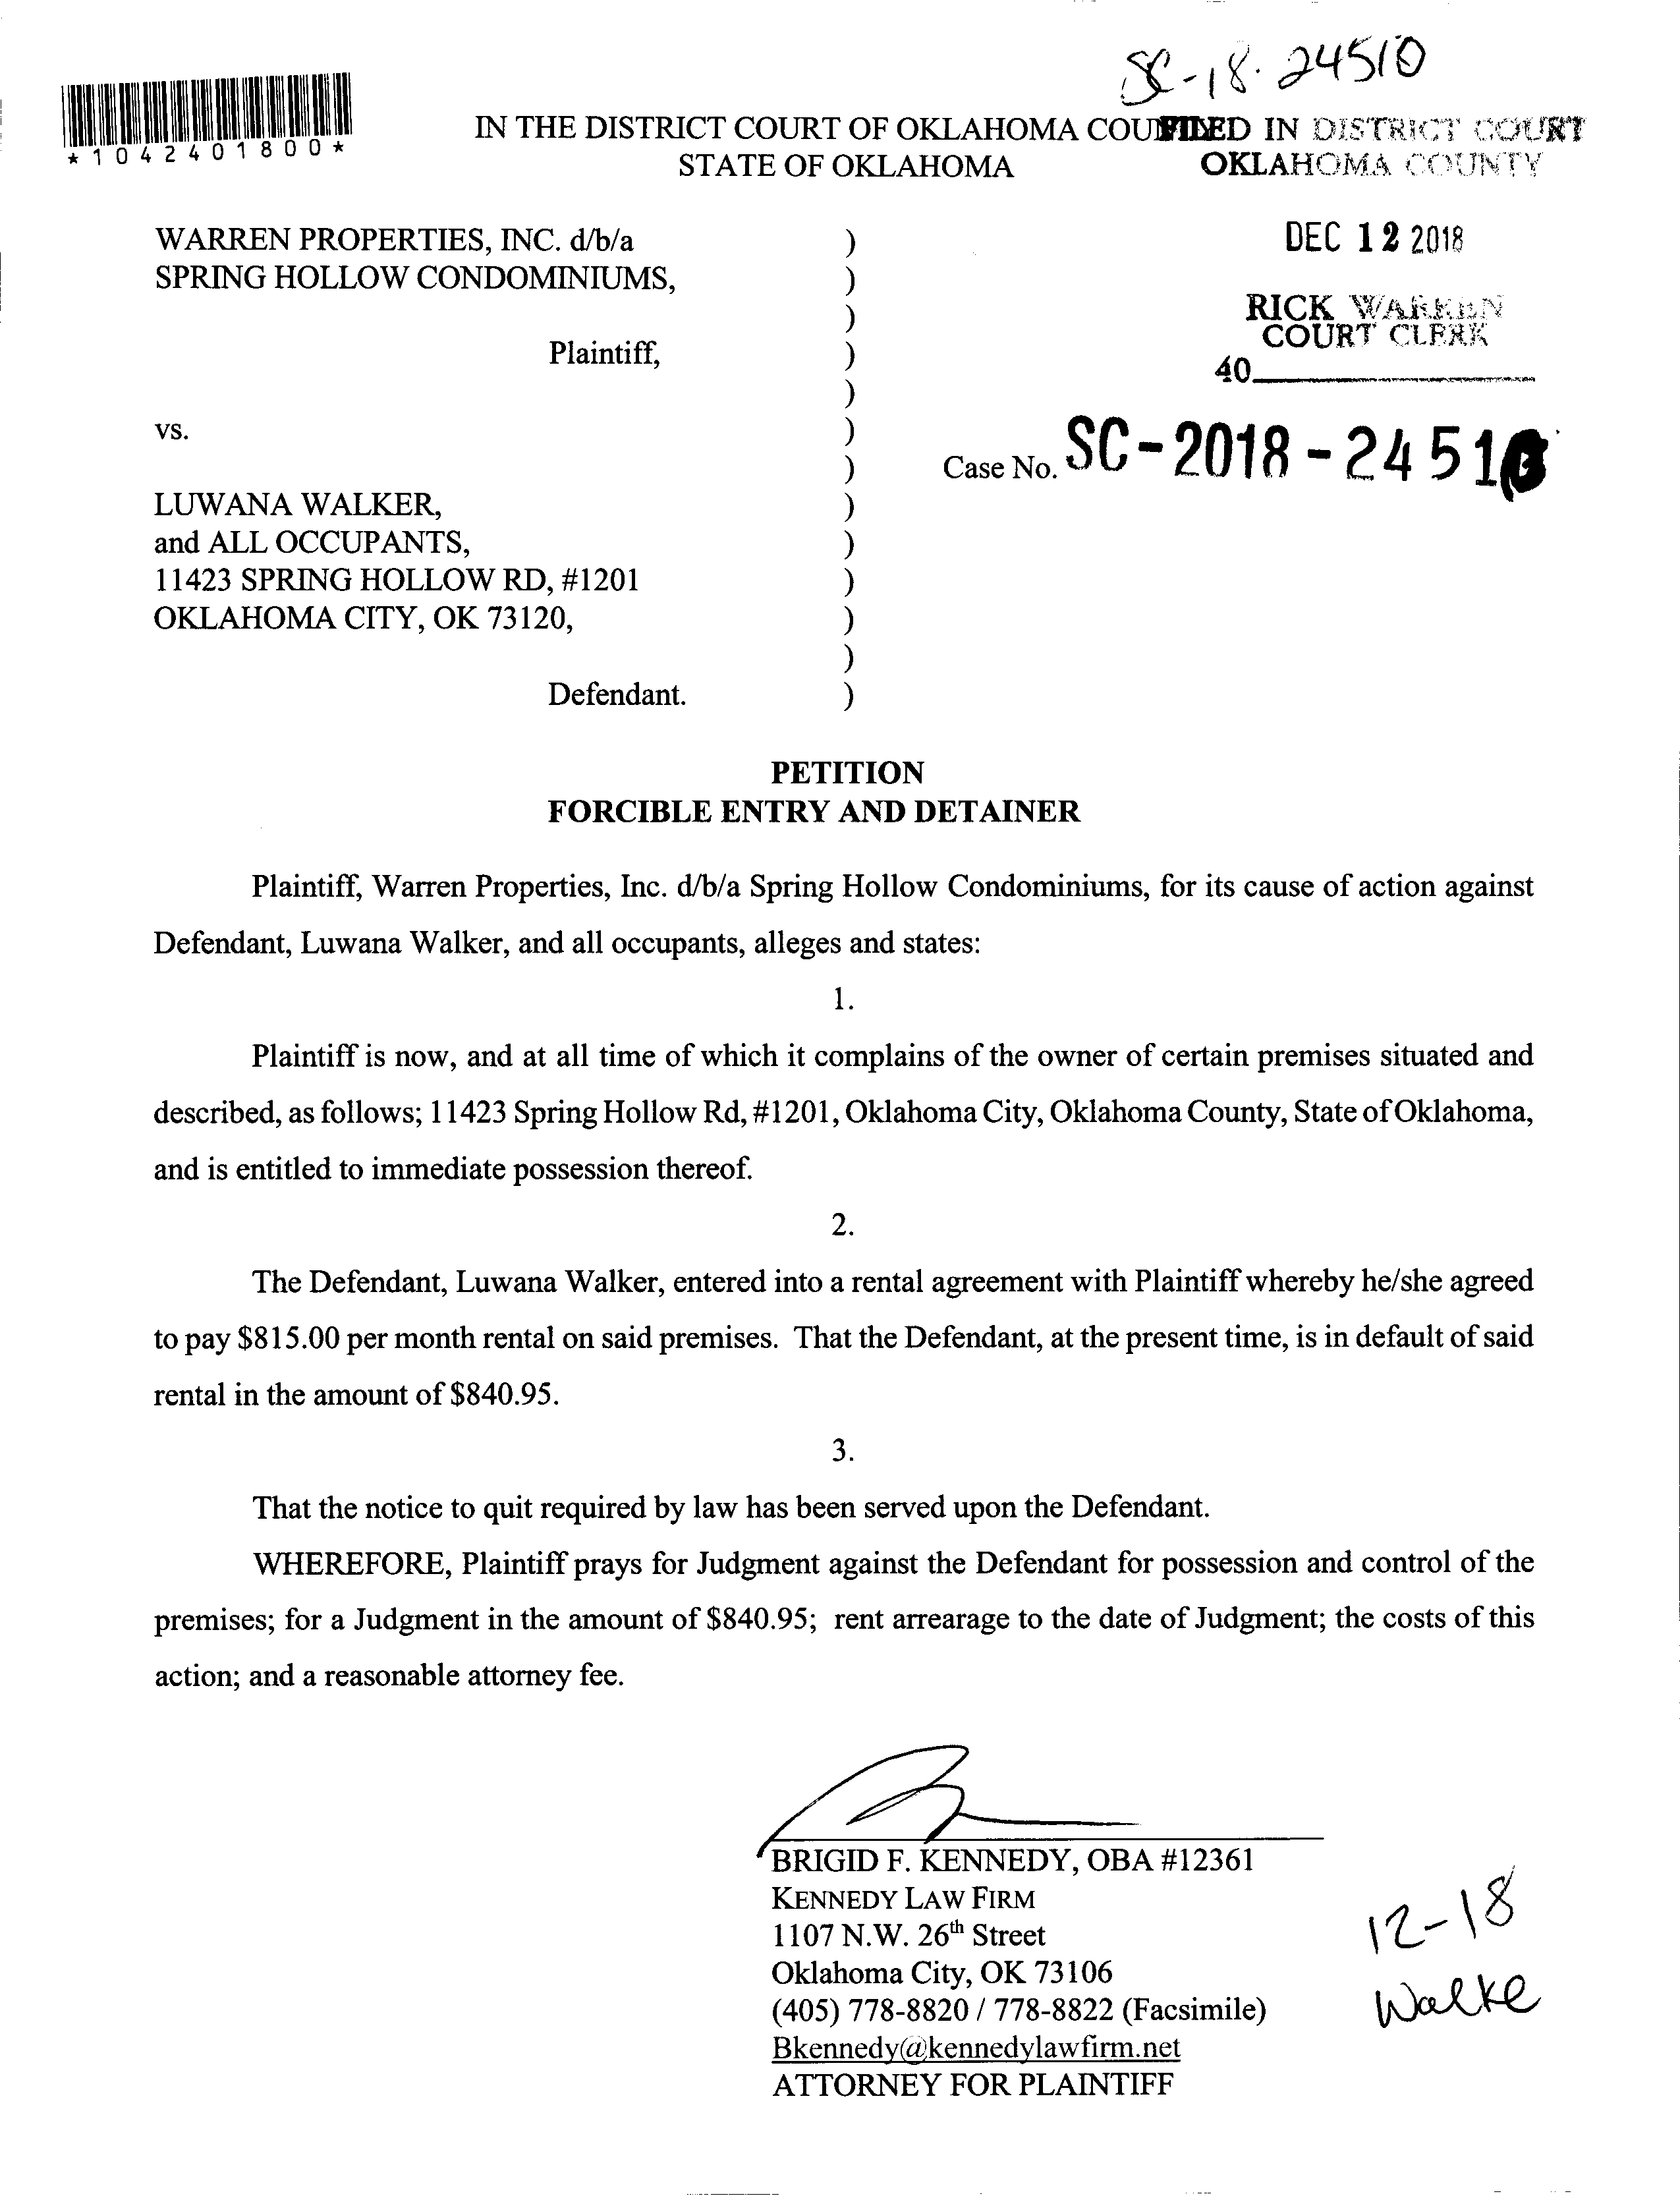 SC-18-24510
*1042401800*
IN THE DISTRICT COURT OF OKLAHOMA COUNTY
STATE OF OKLAHOMA
FILED IN DISTRICT COURT
OKLAHOMA COUNTY
DEC 12 2018
RICK WARREN
COURT CLERK
40
WARREN PROPERTIES, INC. d/b/a )
SPRING HOLLOW CONDOMINIUMS, )
)
Plaintiff, )
)
vs. )
) Case No. SC-2018-24510
LUWANA WALKER, )
and ALL OCCUPANTS, )
11423 SPRING HOLLOW RD, #1201 )
OKLAHOMA CITY, OK 73120, )
)
Defendant. )
PETITION
FORCIBLE ENTRY AND DETAINER
Plaintiff, Warren Properties, Inc. d/b/a Spring Hollow Condominiums, for its cause of action against
Defendant, Luwana Walker, and all occupants, alleges and states:
1.
Plaintiff is now, and at all time of which it complains of the owner of certain premises situated and
described, as follows; 11423 Spring Hollow Rd, #1201, Oklahoma City, Oklahoma County, State of Oklahoma,
and is entitled to immediate possession thereof.
2.
The Defendant, Luwana Walker, entered into a rental agreement with Plaintiff whereby he/she agreed
to pay $815.00 per month rental on said premises. That the Defendant, at the present time, is in default of said
rental in the amount of $840.95.
3.
That the notice to quit required by law has been served upon the Defendant.
WHEREFORE, Plaintiff prays for Judgment against the Defendant for possession and control of the
premises; for a Judgment in the amount of $840.95; rent arrearage to the date of Judgment; the costs of this
action; and a reasonable attorney fee.
BRIGID F. KENNEDY, OBA #12361
KENNEDY LAW FIRM
1107 N.W. 26th Street
Oklahoma City, OK 73106
(405) 778-8820 / 778-8822 (Facsimile)
Bkennedy@kennedylawfirm.net
ATTORNEY FOR PLAINTIFF
12-18
Walke